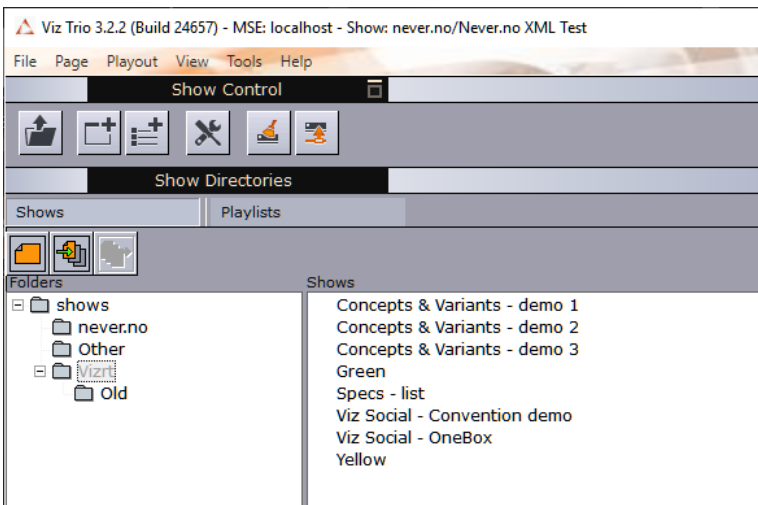 Viz Trio 3.2.2 (Build 24657) - MSE: localhost - Show: never.no/Never.no XML Test
File Page Playout View Tools Help
Show Control
Show Directories
Shows Playlists
Folders Shows
shows
never.no
Other
Vizrt
Old
Concepts & Variants - demo 1
Concepts & Variants - demo 2
Concepts & Variants - demo 3
Green
Specs - list
Viz Social - Convention demo
Viz Social - OneBox
Yellow